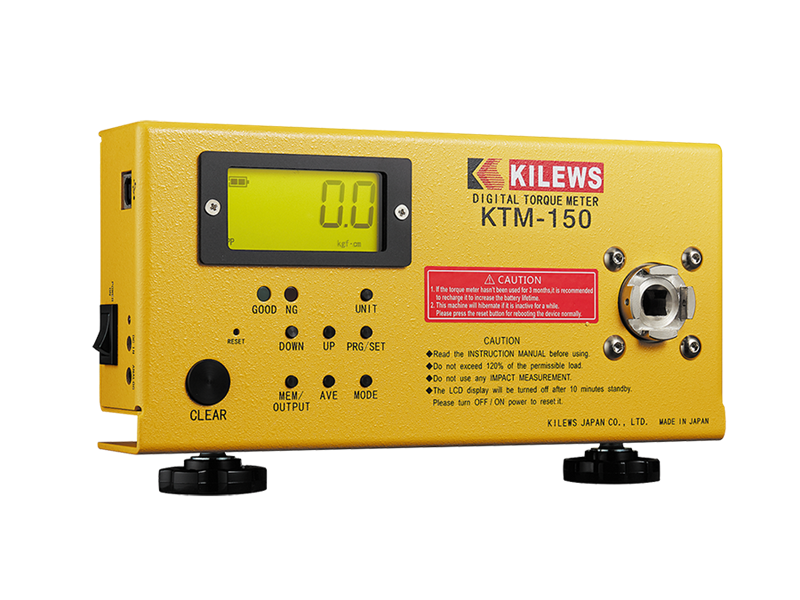 KILEWS
DIGITAL TORQUE METER
KTM-150
0.0
kgf·cm
CAUTION
1. If the torque meter hasn't been used for 3 months,it is recommended
to recharge it to increase the battery lifetime.
2. This machine will hibernate if it is inactive for a while.
Please press the reset button for rebooting the device normally.
GOOD NG UNIT
RESET
DOWN UP PRG/SET
MEM/
OUTPUT AVE MODE
CLEAR
CAUTION
◆Read the INSTRUCTION MANUAL before using.
◆Do not exceed 120% of the permissible load.
◆Do not use any IMPACT MEASUREMENT.
◆The LCD display will be turned off after 10 minutes standby.
Please turn OFF/ON power to reset it.
KILEWS JAPAN CO., LTD. MADE IN JAPAN